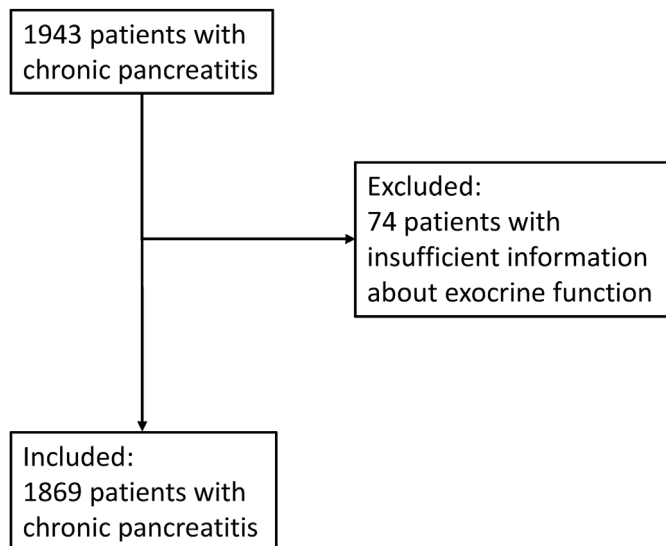 1943 patients with
chronic pancreatitis
Excluded:
74 patients with
insufficient information
about exocrine function
Included:
1869 patients with
chronic pancreatitis